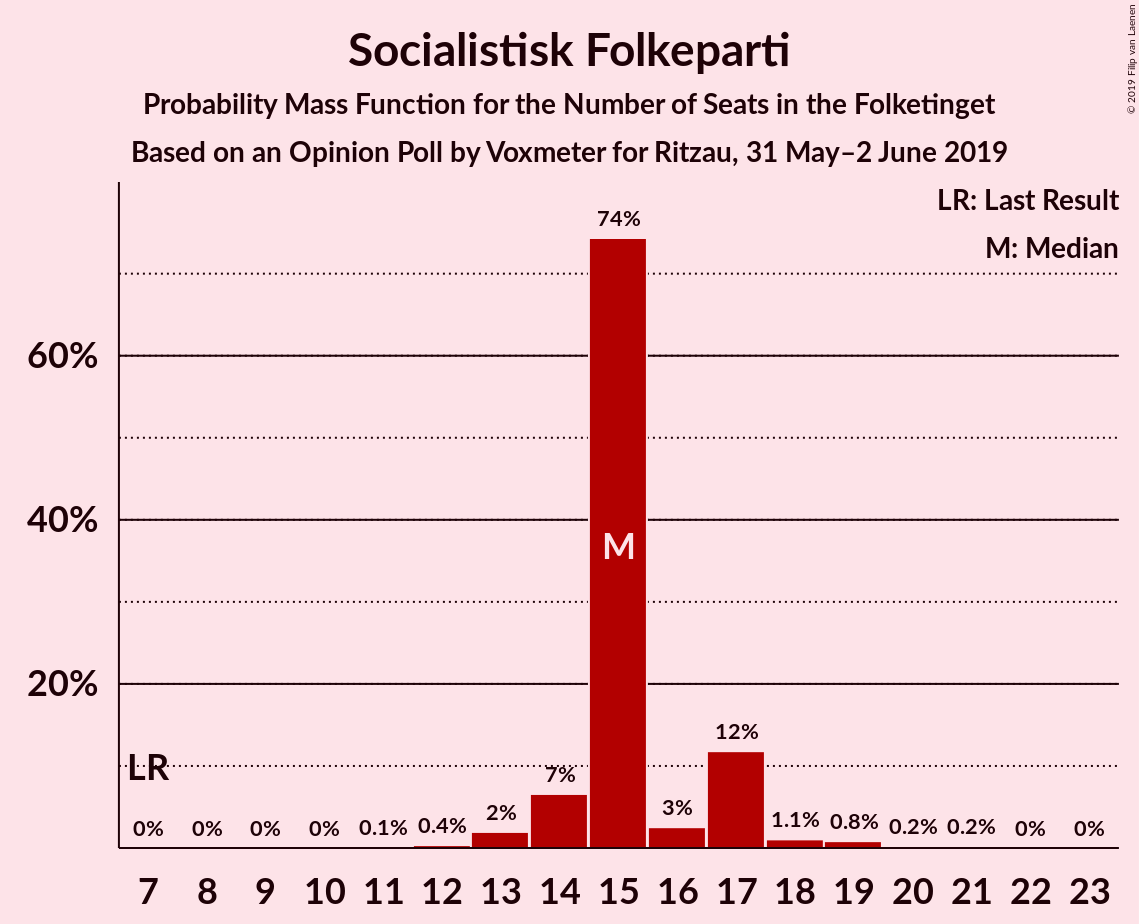 Socialistisk Folkeparti
Probability Mass Function for the Number of Seats in the Folketinget
Based on an Opinion Poll by Voxmeter for Ritzau, 31 May–2 June 2019
© 2019 Filip van Laenen
LR: Last Result
M: Median
60%
40%
20%
LR
M
0% 0% 0% 0% 0.1% 0.4% 2% 7% 74% 3% 12% 1.1% 0.8% 0.2% 0.2% 0% 0%
7 8 9 10 11 12 13 14 15 16 17 18 19 20 21 22 23